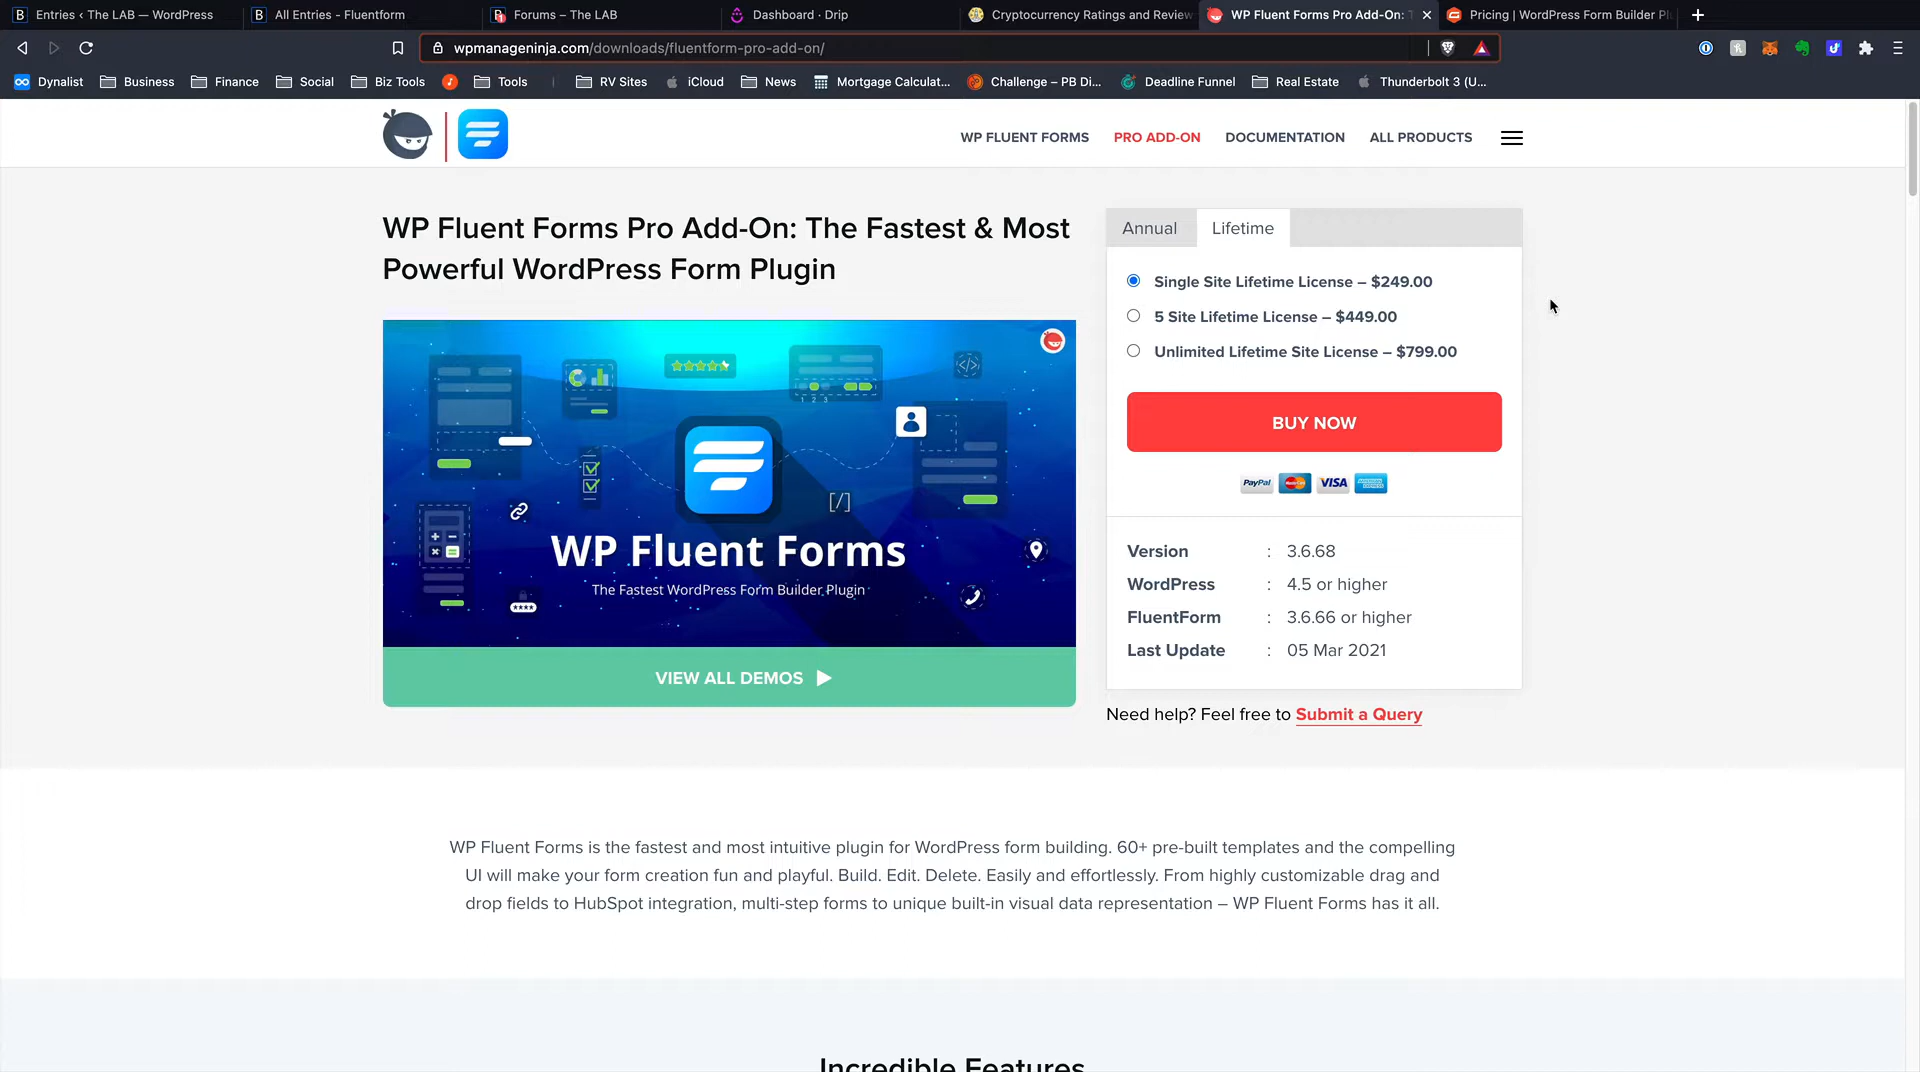 Entries ‹ The LAB — WordPress
All Entries - Fluentform
Forums – The LAB
Dashboard · Drip
Cryptocurrency Ratings and Review
WP Fluent Forms Pro Add-On:
Pricing | WordPress Form Builder Pl
wpmanageninja.com/downloads/fluentform-pro-add-on/
Dynalist
Business
Finance
Social
Biz Tools
Tools
RV Sites
iCloud
News
Mortgage Calculat...
Challenge – PB Di...
Deadline Funnel
Real Estate
Thunderbolt 3 (U...
WP FLUENT FORMS
PRO ADD-ON
DOCUMENTATION
ALL PRODUCTS
WP Fluent Forms Pro Add-On: The Fastest & Most
Powerful WordPress Form Plugin
Annual
Lifetime
Single Site Lifetime License – $249.00
5 Site Lifetime License – $449.00
Unlimited Lifetime Site License – $799.00
BUY NOW
PayPal
MasterCard
VISA
AMERICAN EXPRESS
1 2 3
</>
[/]
WP Fluent Forms
The Fastest WordPress Form Builder Plugin
****
VIEW ALL DEMOS
Version : 3.6.68
WordPress : 4.5 or higher
FluentForm : 3.6.66 or higher
Last Update : 05 Mar 2021
Need help? Feel free to Submit a Query
WP Fluent Forms is the fastest and most intuitive plugin for WordPress form building. 60+ pre-built templates and the compelling
UI will make your form creation fun and playful. Build. Edit. Delete. Easily and effortlessly. From highly customizable drag and
drop fields to HubSpot integration, multi-step forms to unique built-in visual data representation – WP Fluent Forms has it all.
Incredible Features